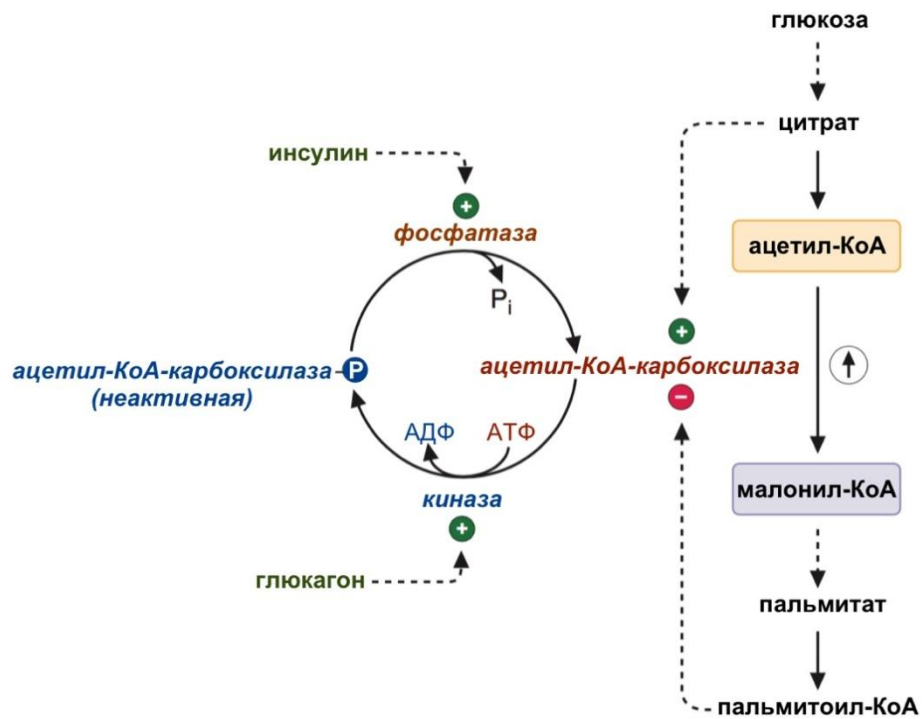 глюкоза
цитрат
инсулин
+
фосфатаза
ацетил-КоА
Pi
+
ацетил-КоА-карбоксилаза P
(неактивная)
ацетил-КоА-карбоксилаза
−
АДФ АТФ
малонил-КоА
киназа
+
глюкагон
пальмитат
пальмитоил-КоА